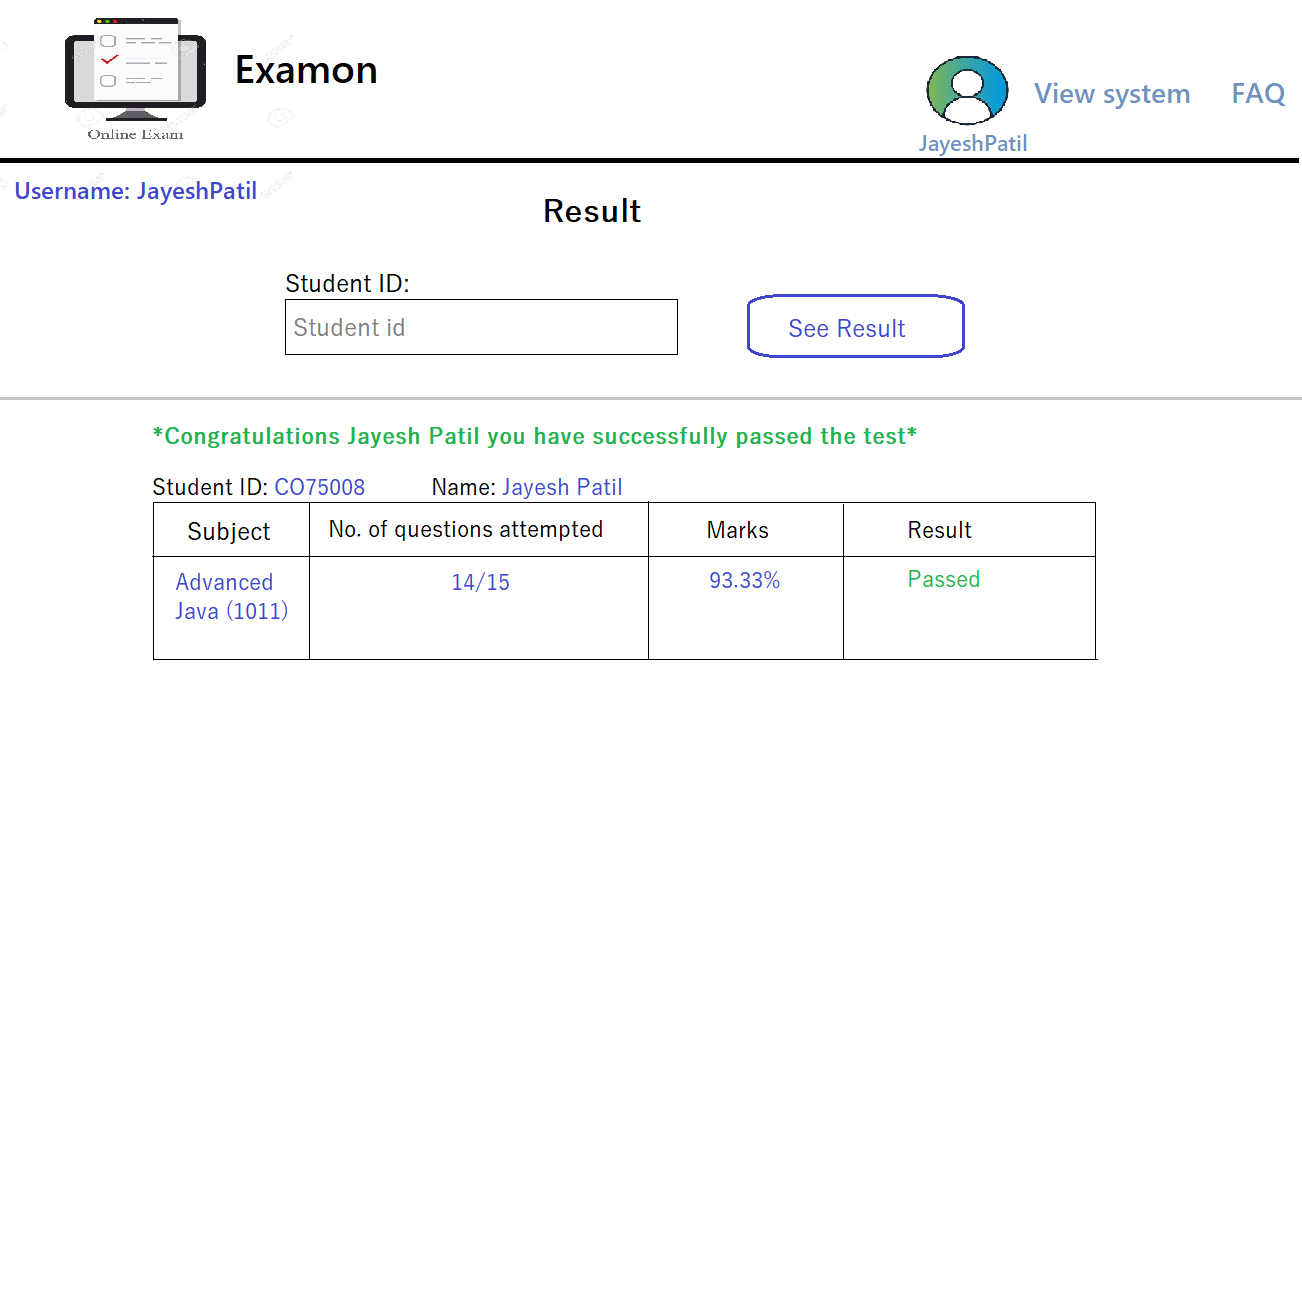 Examon
Online Exam
View system
FAQ
JayeshPatil
Username: JayeshPatil
Result
Student ID:
Student id
See Result
*Congratulations Jayesh Patil you have successfully passed the test*
Student ID: CO75008 Name: Jayesh Patil
Subject No. of questions attempted Marks Result
Advanced 14/15 93.33% Passed
Java (1011)